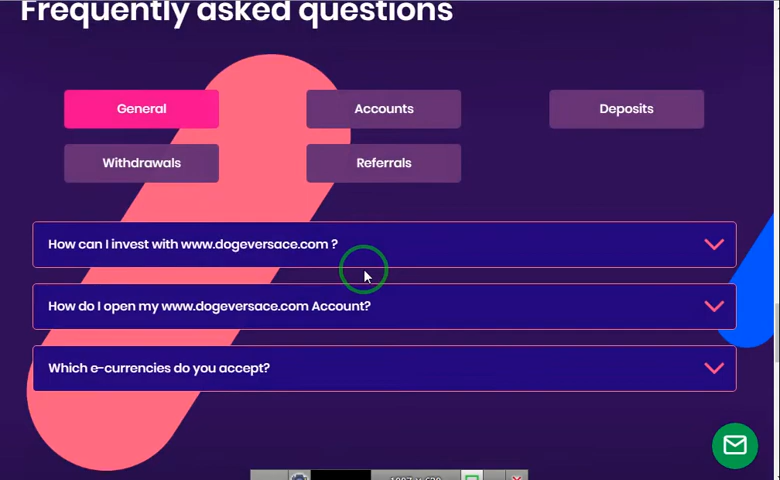 Frequently asked questions
General
Accounts
Deposits
Withdrawals
Referrals
How can I invest with www.dogeversace.com ?
How do I open my www.dogeversace.com Account?
Which e-currencies do you accept?